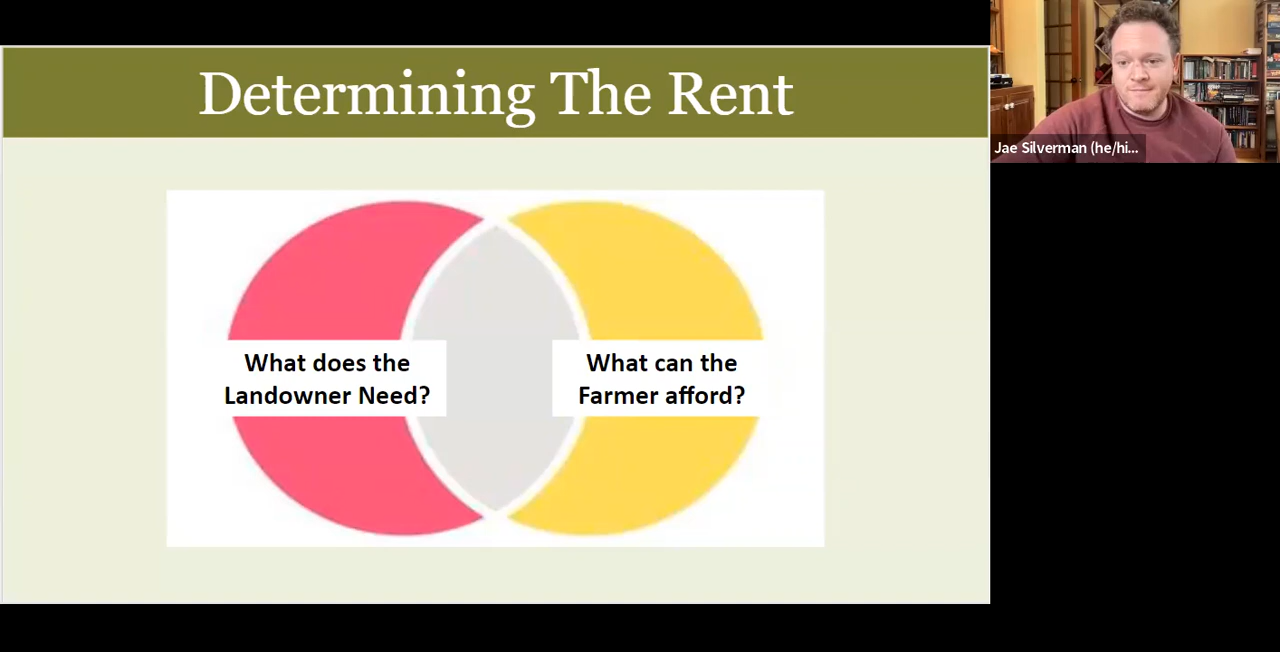 Determining The Rent
Jae Silverman (he/hi...
What does the
Landowner Need?
What can the
Farmer afford?